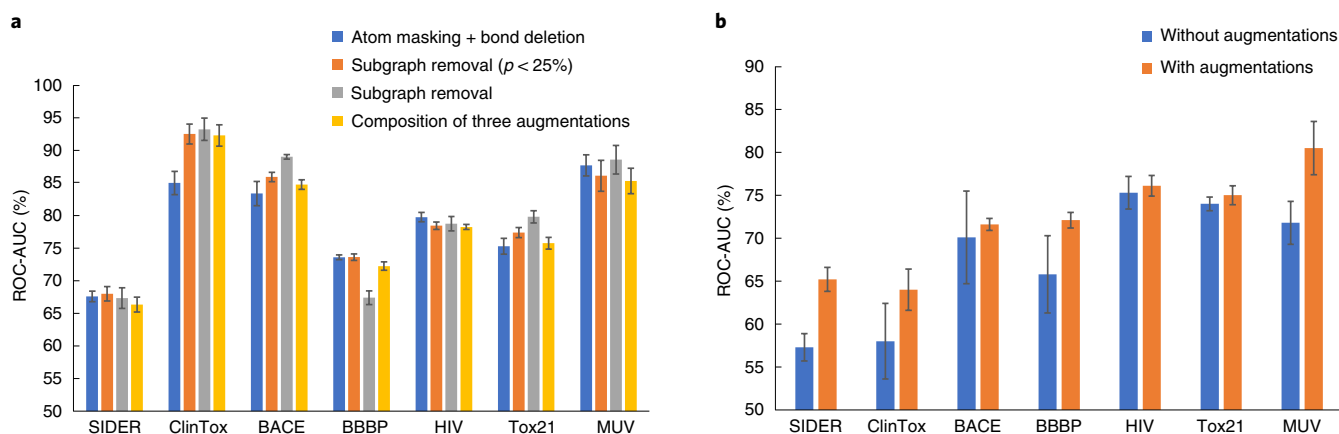 a
Atom masking + bond deletion
Subgraph removal (p < 25%)
Subgraph removal
Composition of three augmentations
ROC-AUC (%)
100
95
90
85
80
75
70
65
60
55
50
SIDER ClinTox BACE BBBP HIV Tox21 MUV
b
Without augmentations
With augmentations
ROC-AUC (%)
90
85
80
75
70
65
60
55
50
SIDER ClinTox BACE BBBP HIV Tox21 MUV